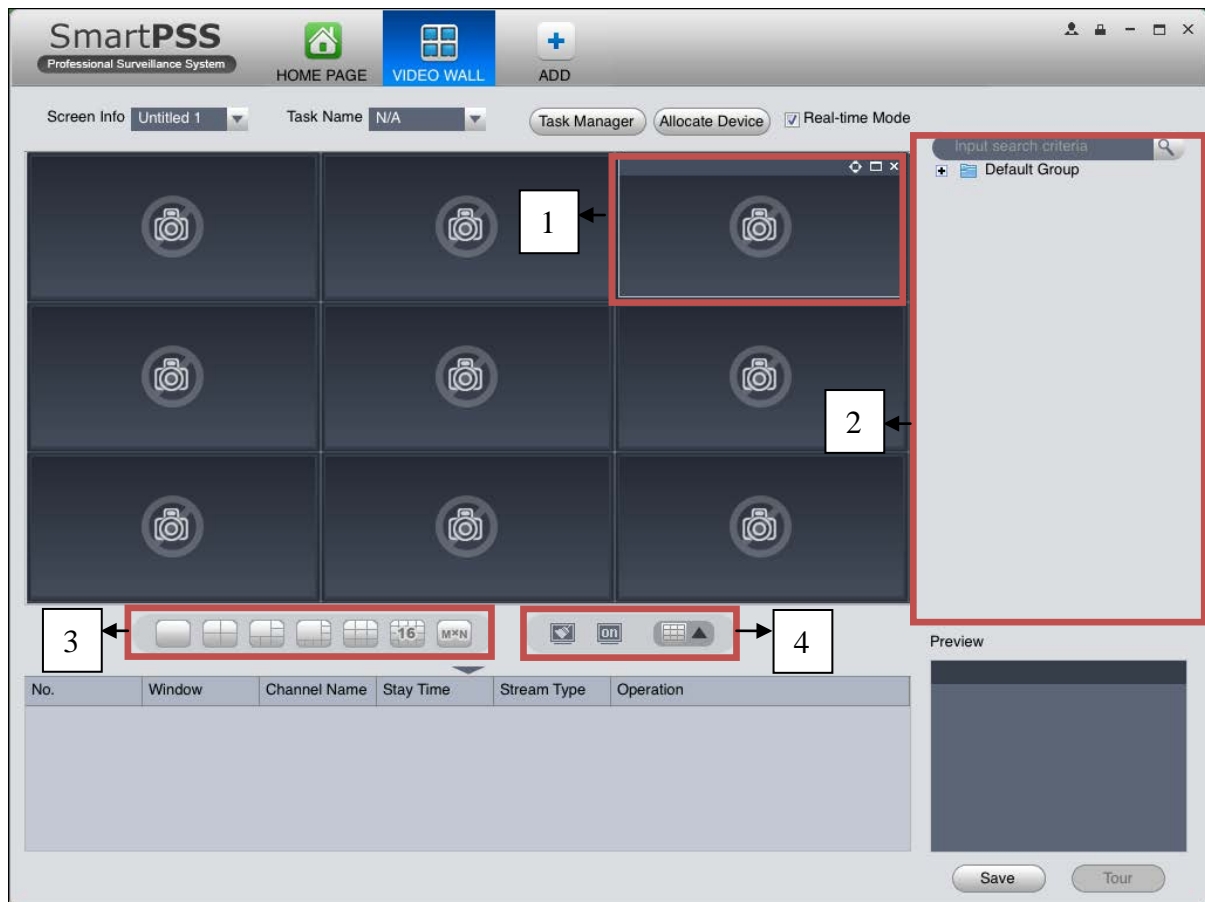 SmartPSS
Professional Surveillance System
HOME PAGE
VIDEO WALL
ADD
Screen Info Untitled 1 Task Name N/A Task Manager Allocate Device Real-time Mode
Input search criteria
Default Group
1
2
3
16
M×N
on
4
Preview
No. Window Channel Name Stay Time Stream Type Operation
Save Tour